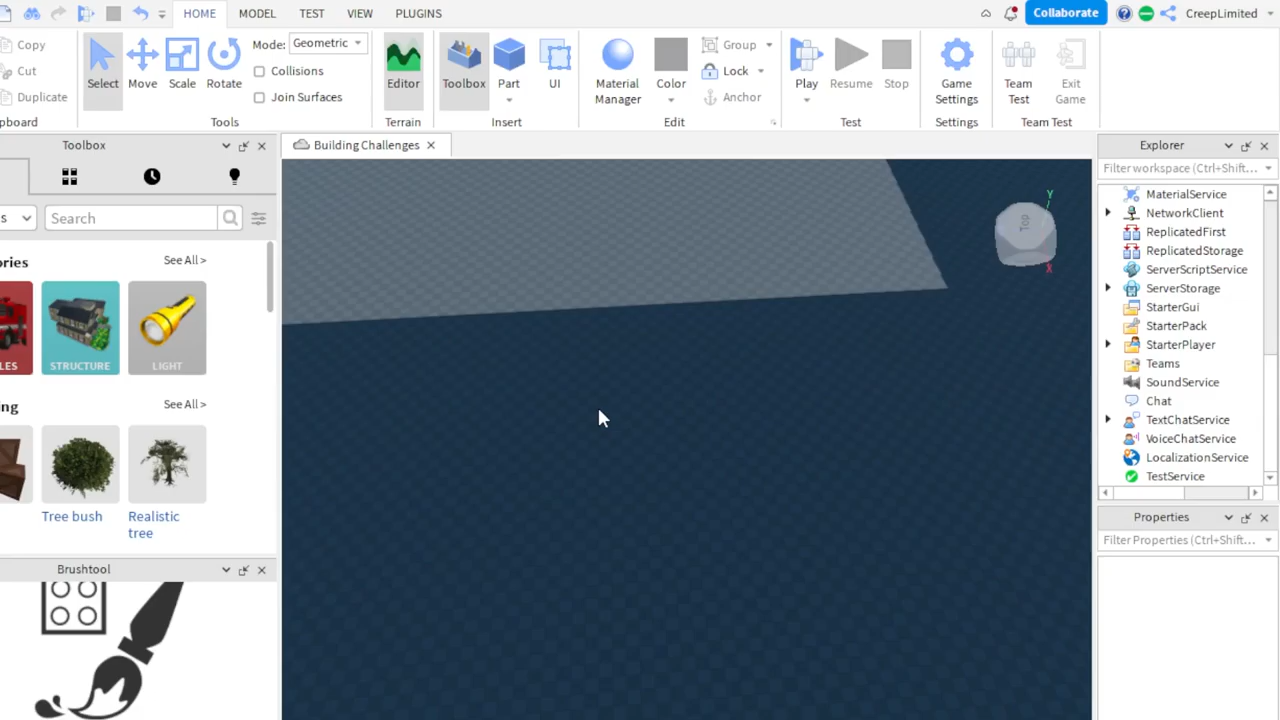 HOME MODEL TEST VIEW PLUGINS
Collaborate
CreepLimited
Copy
Cut
Duplicate
pboard
Select
Move
Scale
Rotate
Mode: Geometric
Collisions
Join Surfaces
Tools
Editor
Terrain
Toolbox
Part
UI
Insert
Material
Manager
Color
Group
Lock
Anchor
Edit
Play
Resume
Stop
Test
Game
Settings
Settings
Team
Test
Exit
Game
Team Test
Toolbox
s
Search
ories
See All >
LES
STRUCTURE
LIGHT
ng
See All >
Tree bush
Realistic
tree
Brushtool
Building Challenges
Top
Y
X
Explorer
Filter workspace (Ctrl+Shift...
MaterialService
NetworkClient
ReplicatedFirst
ReplicatedStorage
ServerScriptService
ServerStorage
StarterGui
StarterPack
StarterPlayer
Teams
SoundService
Chat
TextChatService
VoiceChatService
LocalizationService
TestService
Properties
Filter Properties (Ctrl+Shift...